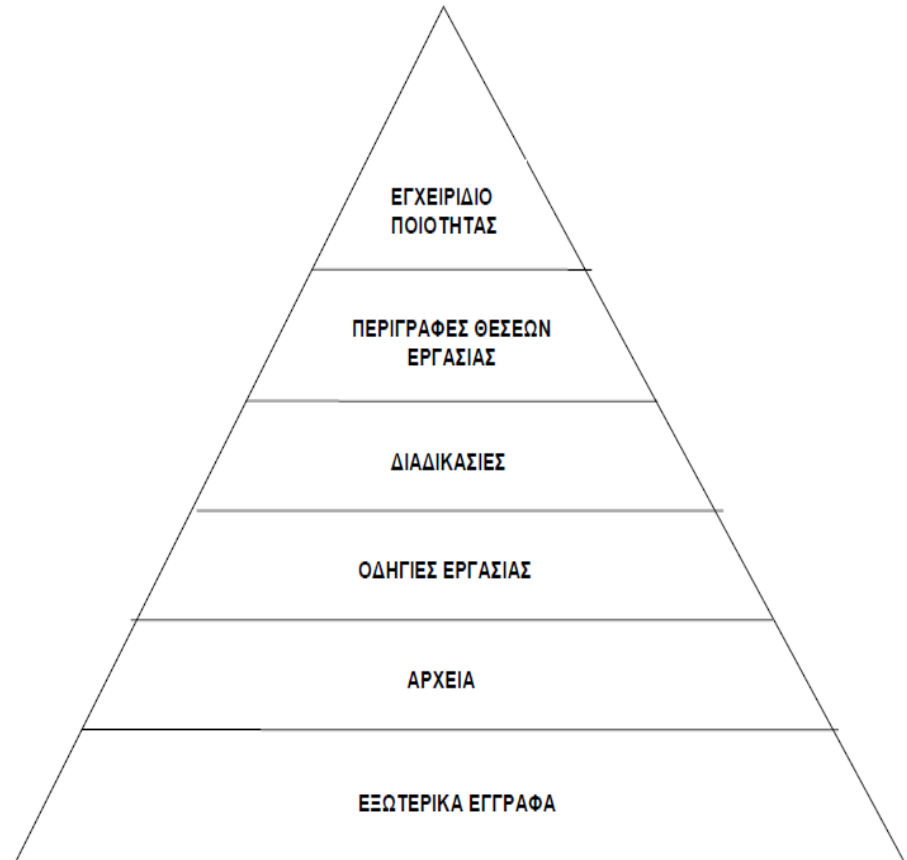 ΕΓΧΕΙΡΙΔΙΟ
ΠΟΙΟΤΗΤΑΣ
ΠΕΡΙΓΡΑΦΕΣ ΘΕΣΕΩΝ
ΕΡΓΑΣΙΑΣ
ΔΙΑΔΙΚΑΣΙΕΣ
ΟΔΗΓΙΕΣ ΕΡΓΑΣΙΑΣ
ΑΡΧΕΙΑ
ΕΞΩΤΕΡΙΚΑ ΕΓΓΡΑΦΑ